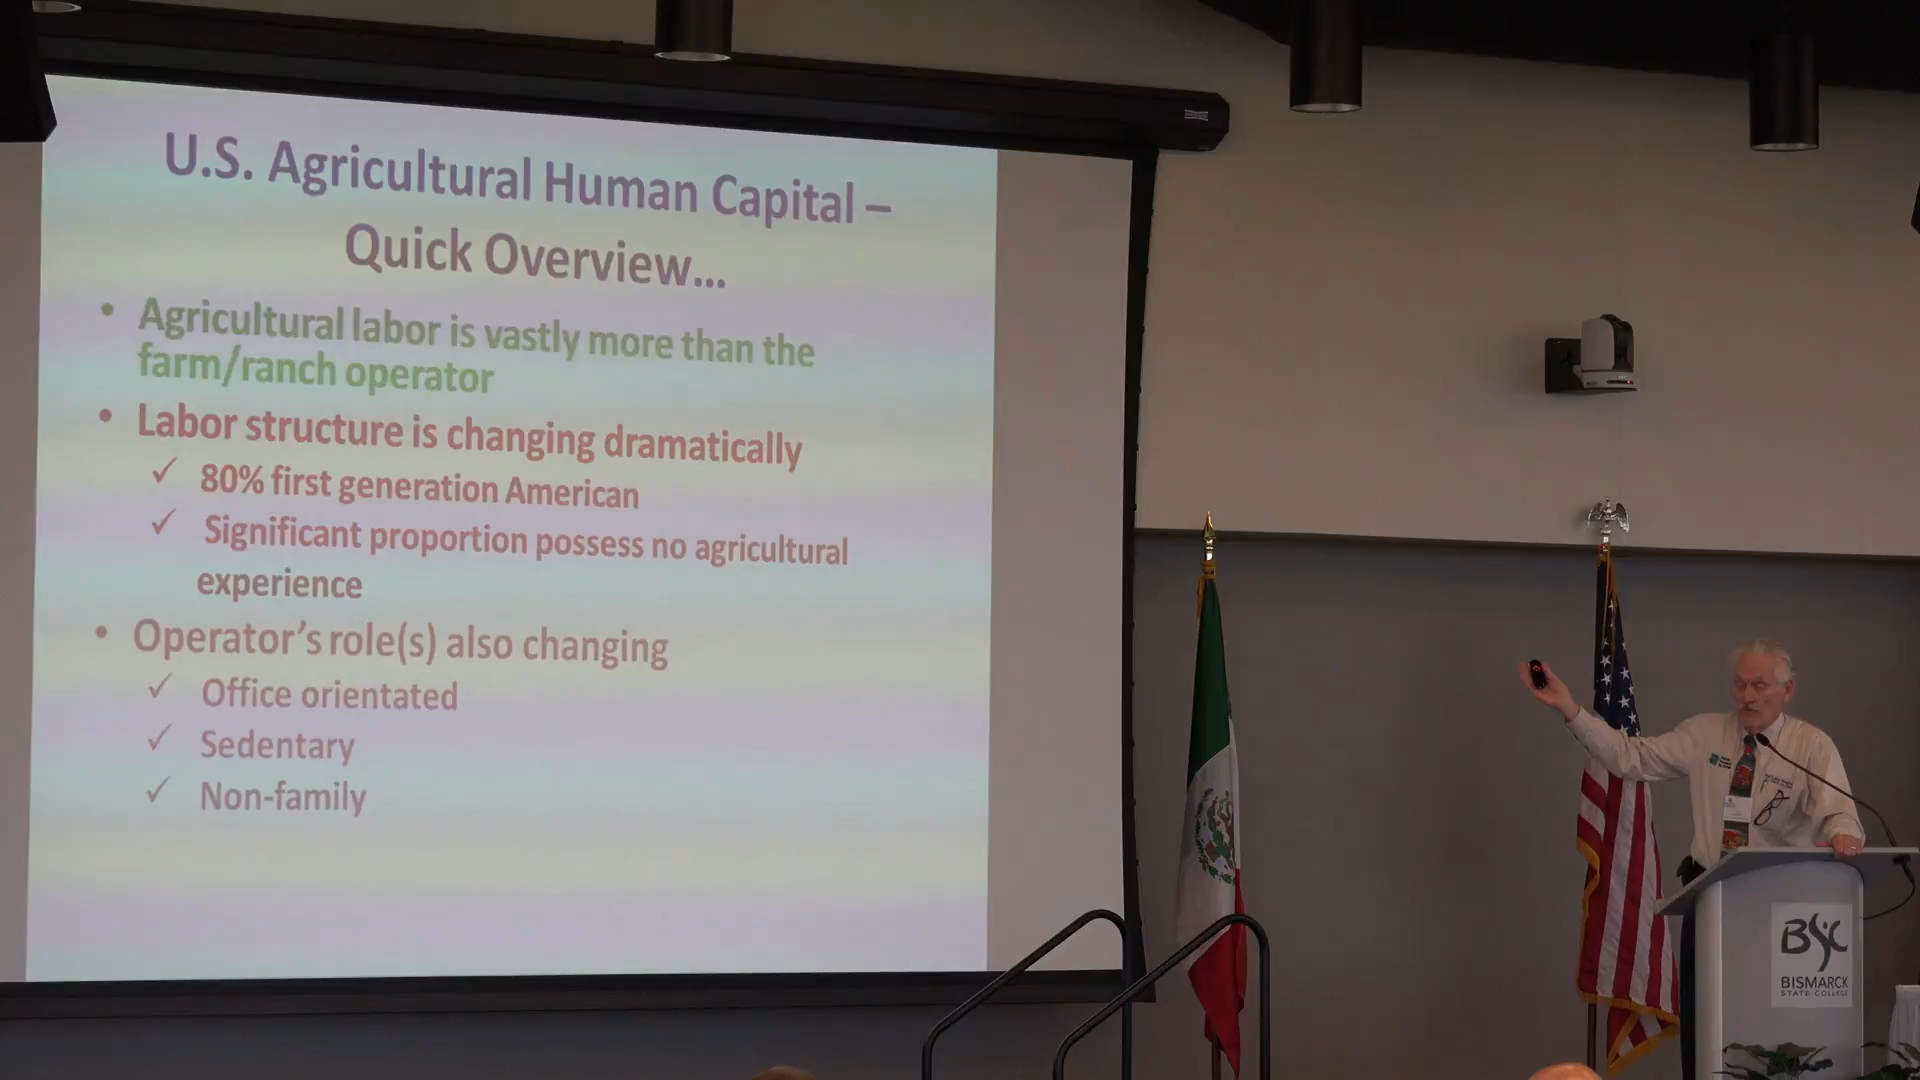 U.S. Agricultural Human Capital –
Quick Overview...
• Agricultural labor is vastly more than the
farm/ranch operator
• Labor structure is changing dramatically
✓ 80% first generation American
✓ Significant proportion possess no agricultural
experience
• Operator's role(s) also changing
✓ Office orientated
✓ Sedentary
✓ Non-family
BSC
BISMARCK
STATE COLLEGE